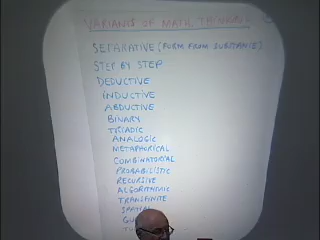 VARIANTS OF MATH THINKING
SEPARATIVE (FORM FROM SUBSTANCE)
STEP BY STEP
DEDUCTIVE
INDUCTIVE
ABDUCTIVE
BINARY
TRIADIC
ANALOGIC
METAPHORICAL
COMBINATORIAL
PROBABILISTIC
RECURSIVE
ALGORITHMIC
TRANSFINITE
SPATIAL